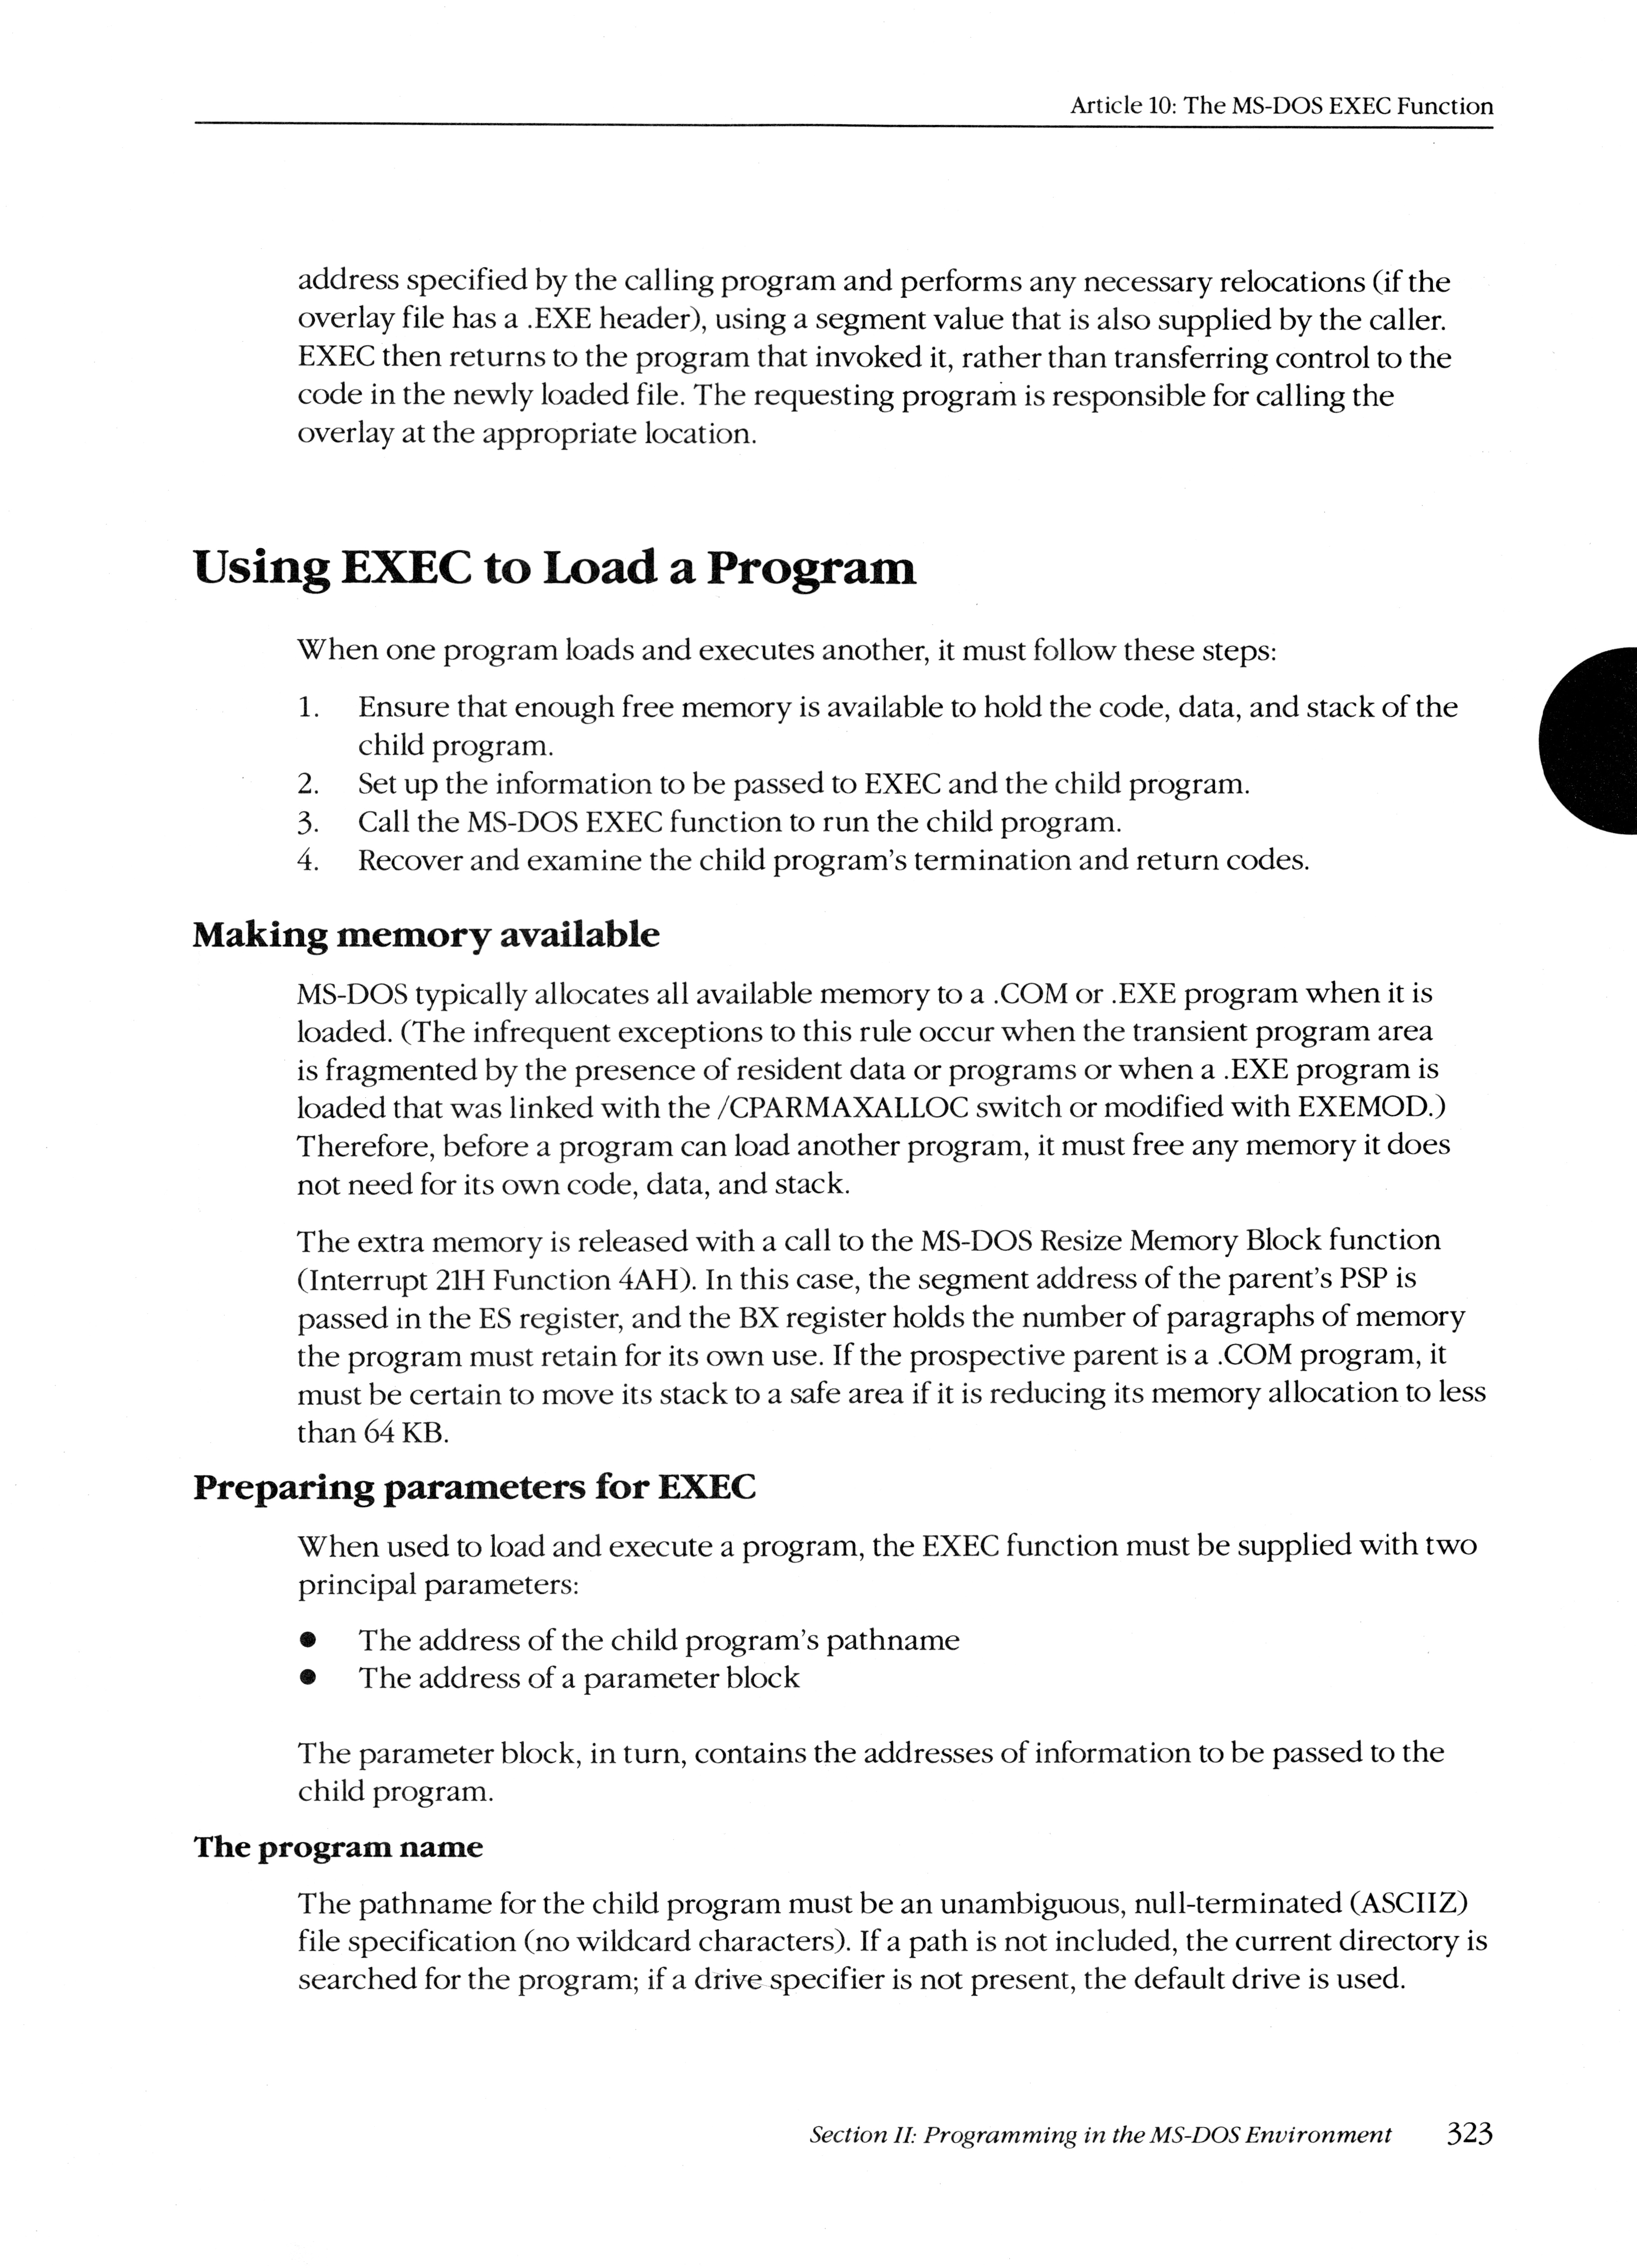 Article 10: The MS-DOS EXEC Function
address specified by the calling program and performs any necessary relocations (if the
overlay file has a .EXE header), using a segment value that is also supplied by the caller.
EXEC then returns to the program that invoked it, rather than transferring control to the
code in the newly loaded file. The requesting program is responsible for calling the
overlay at the appropriate location.
Using EXEC to Load a Program
When one program loads and executes another, it must follow these steps:
1. Ensure that enough free memory is available to hold the code, data, and stack of the
child program.
2. Set up the information to be passed to EXEC and the child program.
3. Call the MS-DOS EXEC function to run the child program.
4. Recover and examine the child program's termination and return codes.
Making memory available
MS-DOS typically allocates all available memory to a .COM or .EXE program when it is
loaded. (The infrequent exceptions to this rule occur when the transient program area
is fragmented by the presence of resident data or programs or when a .EXE program is
loaded that was linked with the /CPARMAXALLOC switch or modified with EXEMOD.)
Therefore, before a program can load another program, it must free any memory it does
not need for its own code, data, and stack.
The extra memory is released with a call to the MS-DOS Resize Memory Block function
(Interrupt 21H Function 4AH). In this case, the segment address of the parent's PSP is
passed in the ES register, and the BX register holds the number of paragraphs of memory
the program must retain for its own use. If the prospective parent is a .COM program, it
must be certain to move its stack to a safe area if it is reducing its memory allocation to less
than 64 KB.
Preparing parameters for EXEC
When used to load and execute a program, the EXEC function must be supplied with two
principal parameters:
● The address of the child program's pathname
● The address of a parameter block
The parameter block, in turn, contains the addresses of information to be passed to the
child program.
The program name
The pathname for the child program must be an unambiguous, null-terminated (ASCIIZ)
file specification (no wildcard characters). If a path is not included, the current directory is
searched for the program; if a drive specifier is not present, the default drive is used.
Section II: Programming in the MS-DOS Environment 323